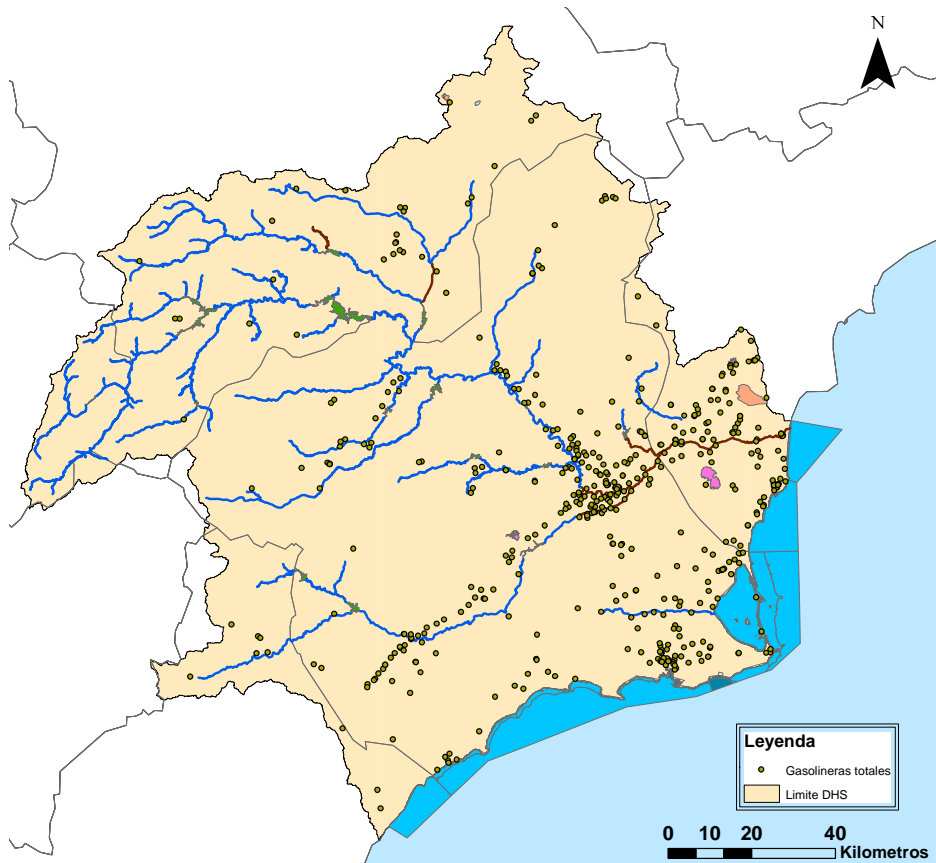 N
Leyenda
Gasolineras totales
Limite DHS
0 10 20 40
Kilometros